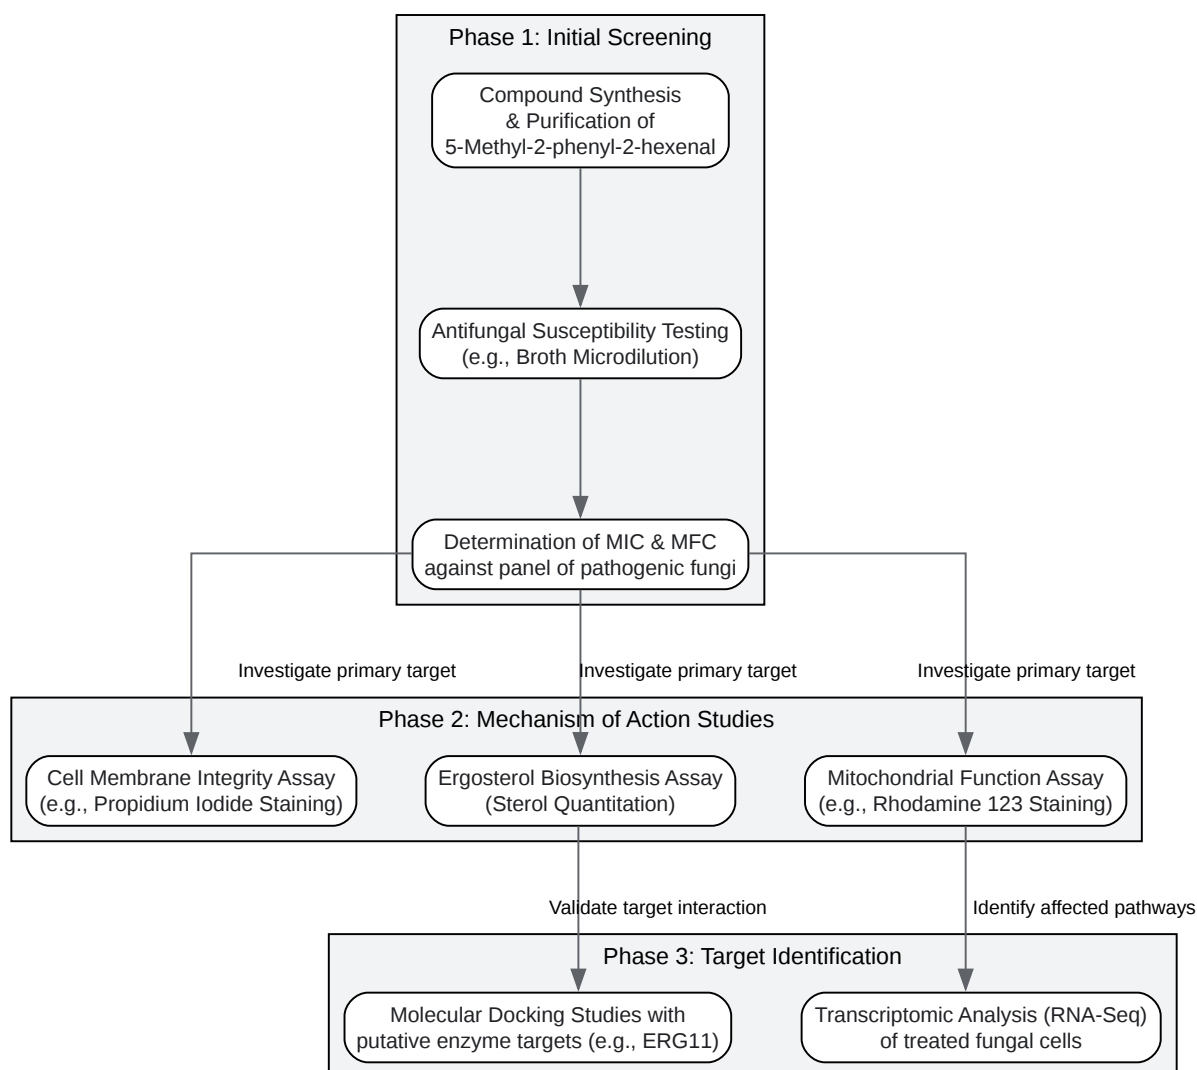 Phase 1: Initial Screening
Compound Synthesis
& Purification of
5-Methyl-2-phenyl-2-hexenal
Antifungal Susceptibility Testing
(e.g., Broth Microdilution)
Determination of MIC & MFC
against panel of pathogenic fungi
Investigate primary target
Investigate primary target
Investigate primary target
Phase 2: Mechanism of Action Studies
Cell Membrane Integrity Assay
(e.g., Propidium Iodide Staining)
Ergosterol Biosynthesis Assay
(Sterol Quantitation)
Mitochondrial Function Assay
(e.g., Rhodamine 123 Staining)
Validate target interaction
Identify affected pathways
Phase 3: Target Identification
Molecular Docking Studies with
putative enzyme targets (e.g., ERG11)
Transcriptomic Analysis (RNA-Seq)
of treated fungal cells